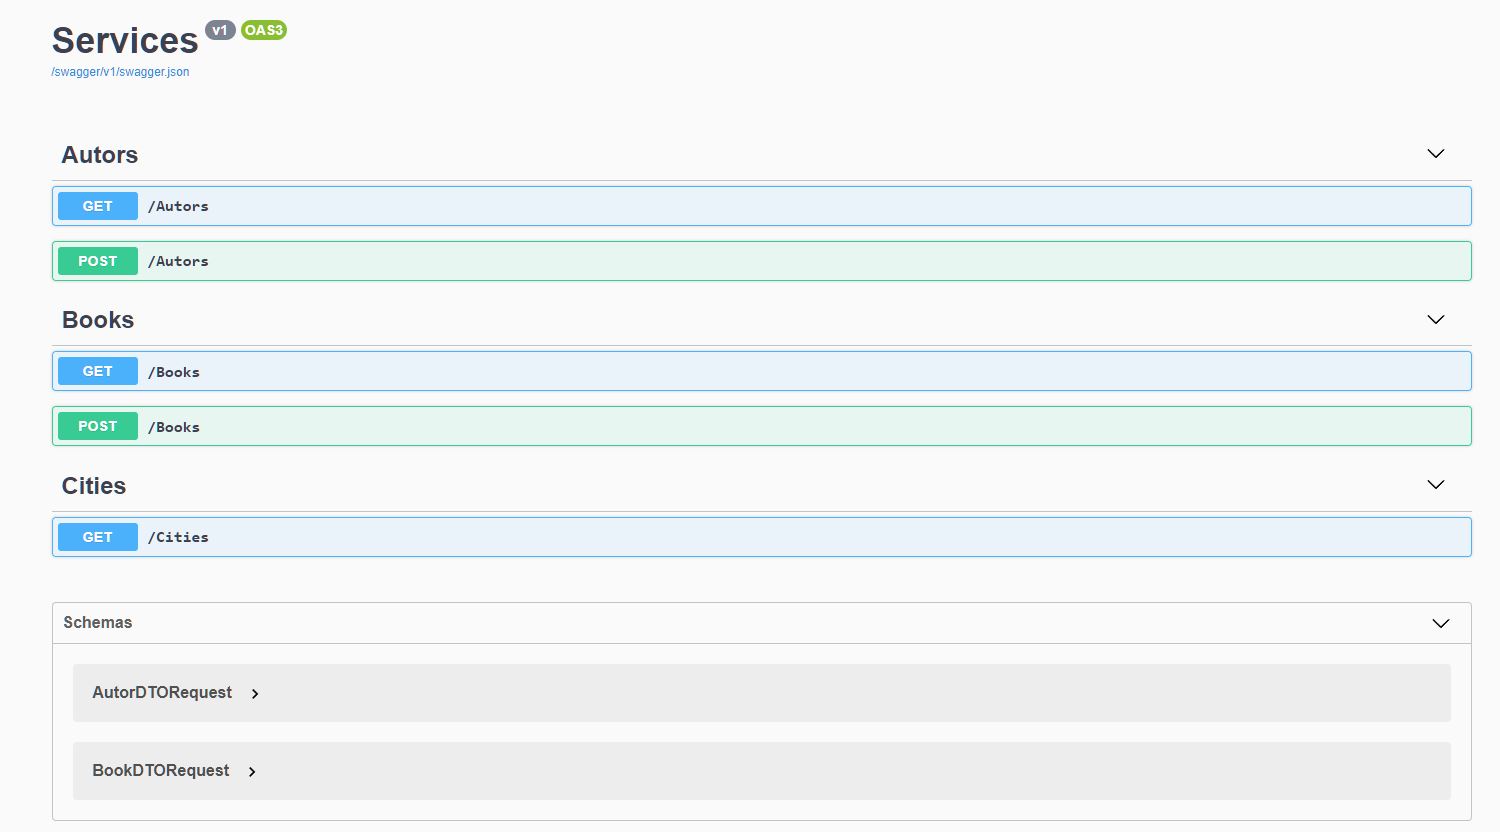 Services v1 OAS3
/swagger/v1/swagger.json
Autors
GET /Autors
POST /Autors
Books
GET /Books
POST /Books
Cities
GET /Cities
Schemas
AutorDTORequest
BookDTORequest